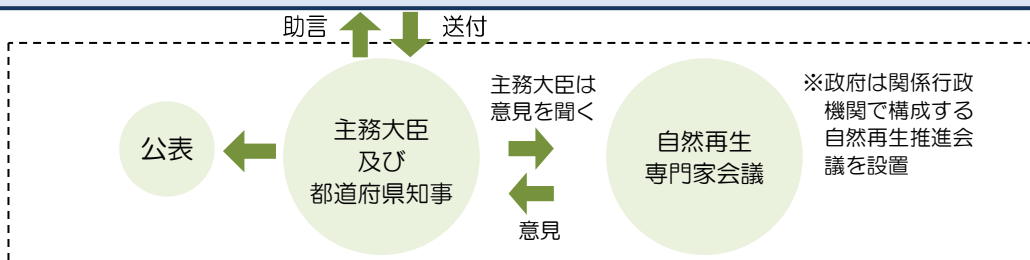 助言
送付
公表
主務大臣
及び
都道府県知事
主務大臣は
意見を聞く
意見
自然再生
専門家会議
※政府は関係行政
機関で構成する
自然再生推進会
議を設置